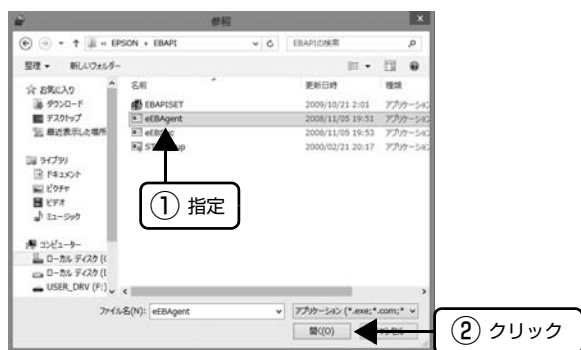 参照
EPSON ▸ EBAPI
EBAPIの検索
整理 ▾ 新しいフォルダー
お気に入り
ダウンロード
デスクトップ
最近表示した場所
ライブラリ
ドキュメント
ピクチャ
ビデオ
ミュージック
コンピューター
ローカル ディスク (C
ローカル ディスク (I
USER_DRV (F:)
名前 更新日時 種類
EBAPISET 2009/10/21 2:01 アプリケーショ
eEBAgent 2008/11/05 19:51 アプリケーショ
2008/11/05 19:53 アプリケーショ
2000/02/21 20:17 アプリケーショ
① 指定
ファイル名(N): eEBAgent アプリケーション (*.exe;*.com;*
開く(O)
② クリック